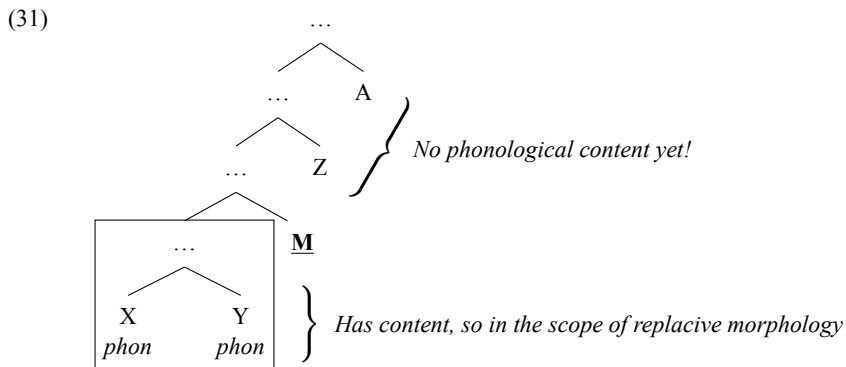 (31)
…
… A
… Z
No phonological content yet!
… M
X Y
phon phon
Has content, so in the scope of replacive morphology